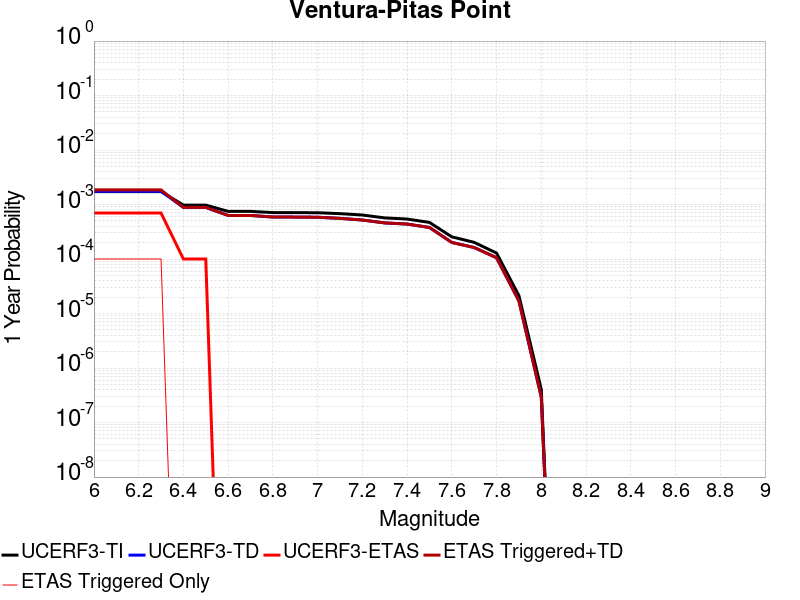 Ventura-Pitas Point
10^0
10^-1
10^-2
10^-3
10^-4
10^-5
10^-6
10^-7
10^-8
1 Year Probability
6 6.2 6.4 6.6 6.8 7 7.2 7.4 7.6 7.8 8 8.2 8.4 8.6 8.8 9
Magnitude
UCERF3-TI UCERF3-TD UCERF3-ETAS ETAS Triggered+TD
ETAS Triggered Only